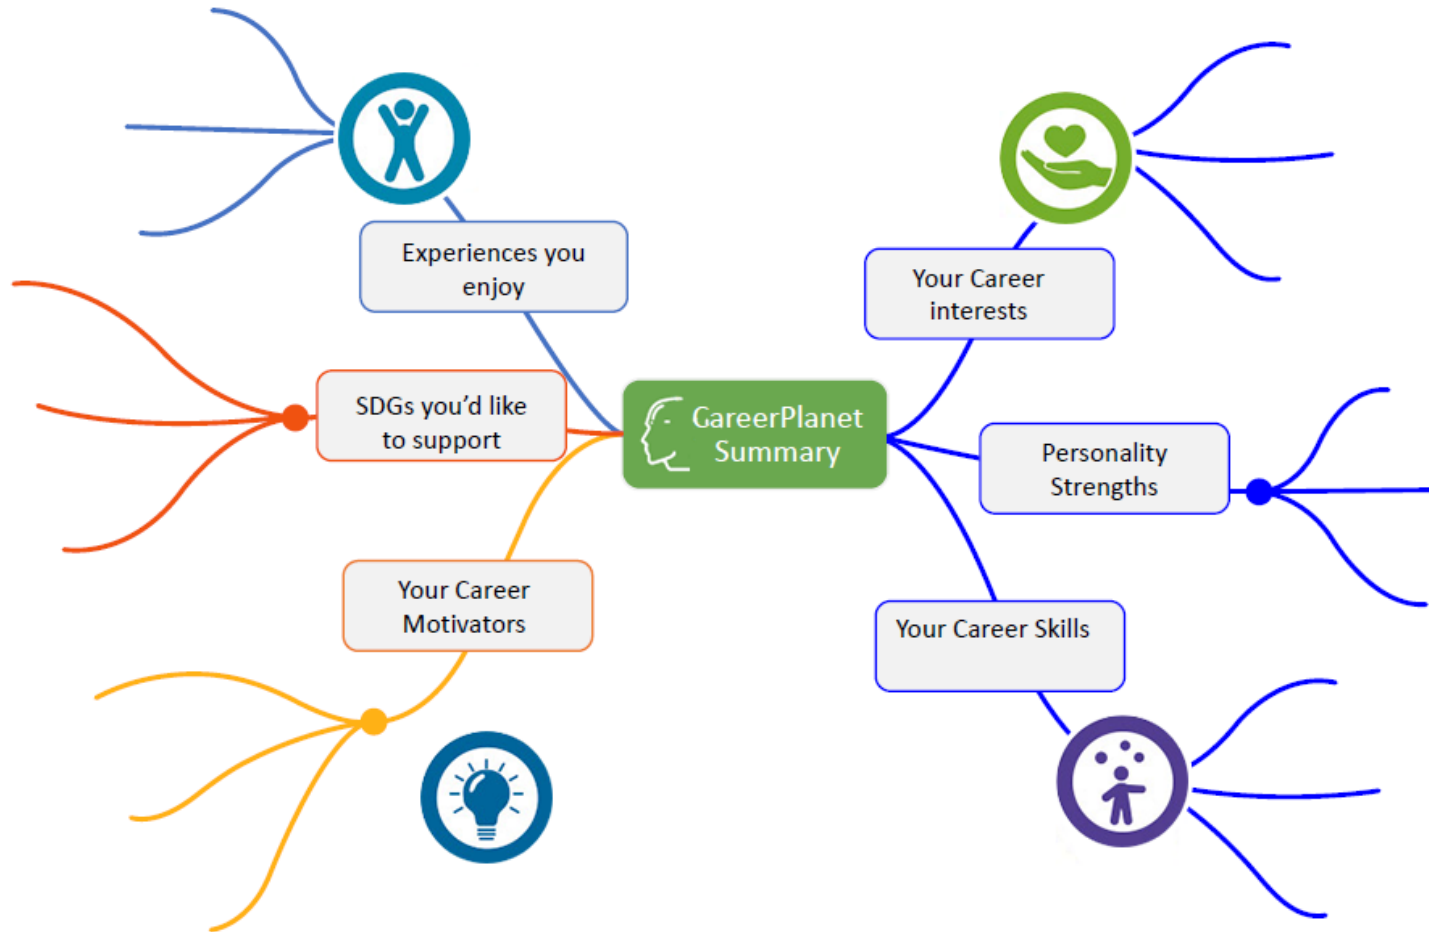 Experiences you
enjoy
SDGs you’d like
to support
Your Career
Motivators
GareerPlanet
Summary
Your Career
interests
Personality
Strengths
Your Career Skills